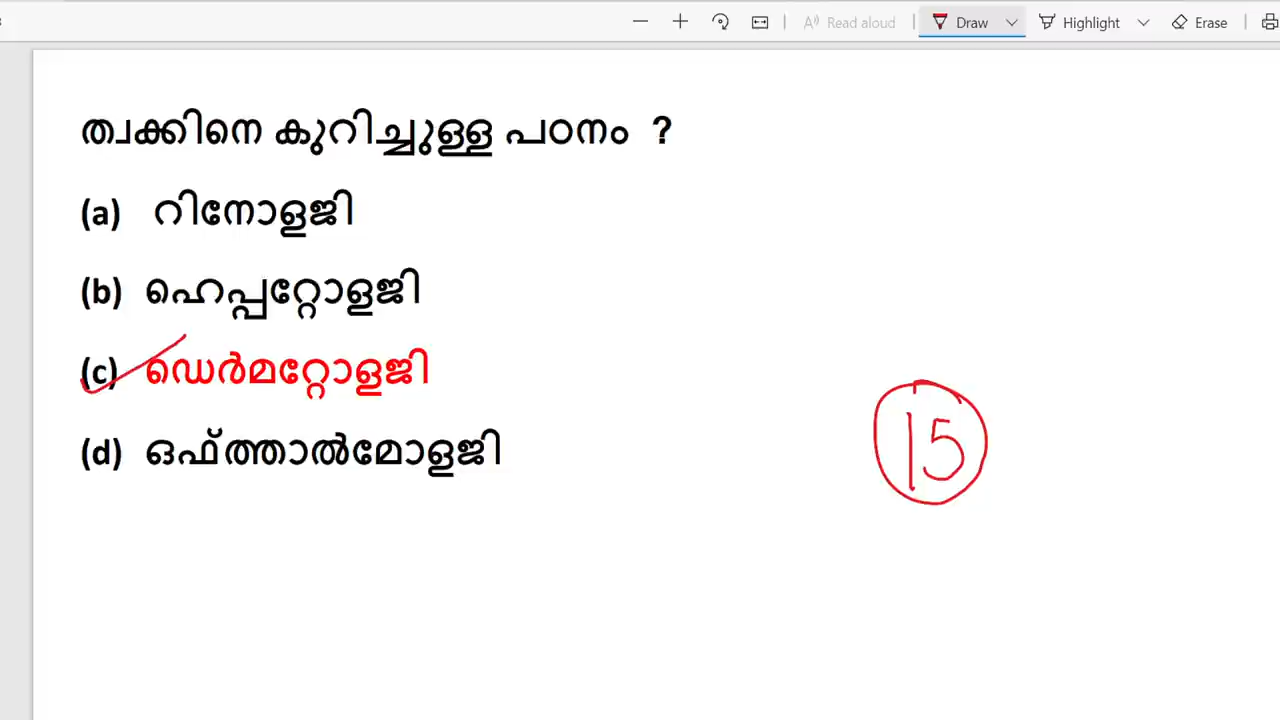 Read aloud Draw Highlight Erase
ത്വക്കിനെ കുറിച്ചുള്ള പഠനം ?
(a) റിനോളജി
(b) ഹെപ്പറ്റോളജി
(c) ഡെർമറ്റോളജി
(d) ഒഫ്ത്താൽമോളജി
15